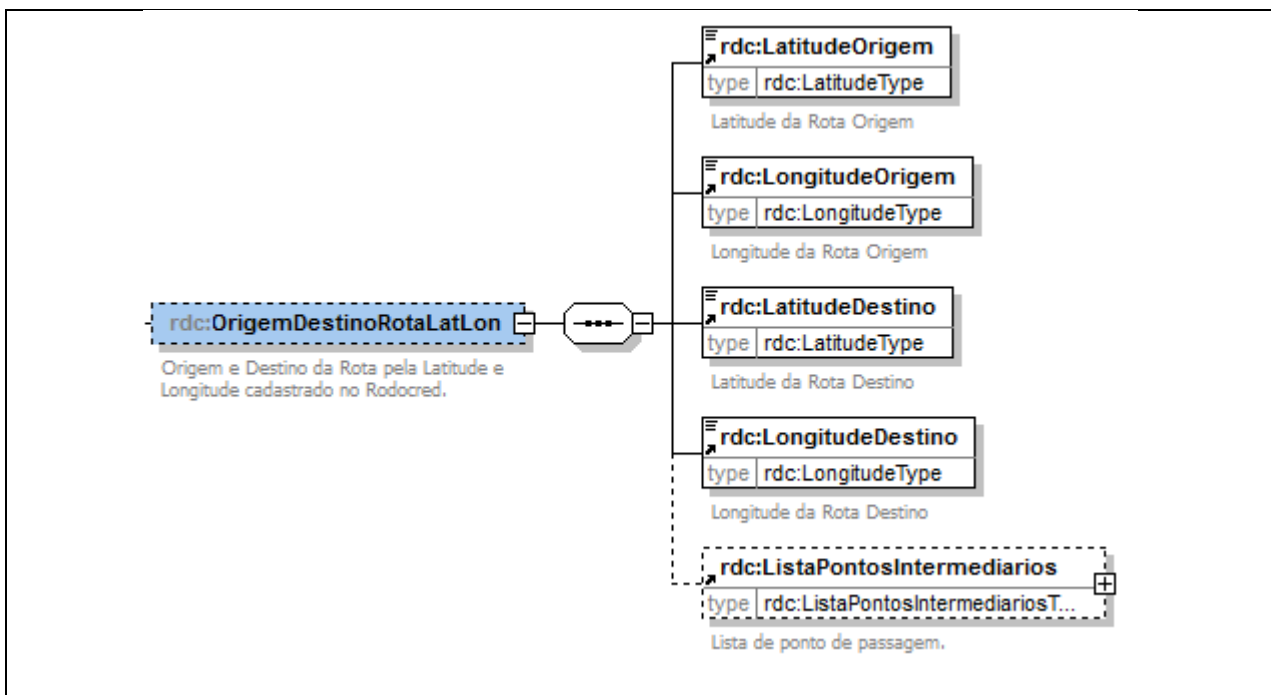 rdc:LatitudeOrigem
type rdc:LatitudeType
Latitude da Rota Origem
rdc:LongitudeOrigem
type rdc:LongitudeType
Longitude da Rota Origem
rdc:OrigemDestinoRotaLatLon
Origem e Destino da Rota pela Latitude e
Longitude cadastrado no Rodocred.
rdc:LatitudeDestino
type rdc:LatitudeType
Latitude da Rota Destino
rdc:LongitudeDestino
type rdc:LongitudeType
Longitude da Rota Destino
rdc:ListaPontosIntermediarios
type rdc:ListaPontosIntermediariosT...
Lista de ponto de passagem.